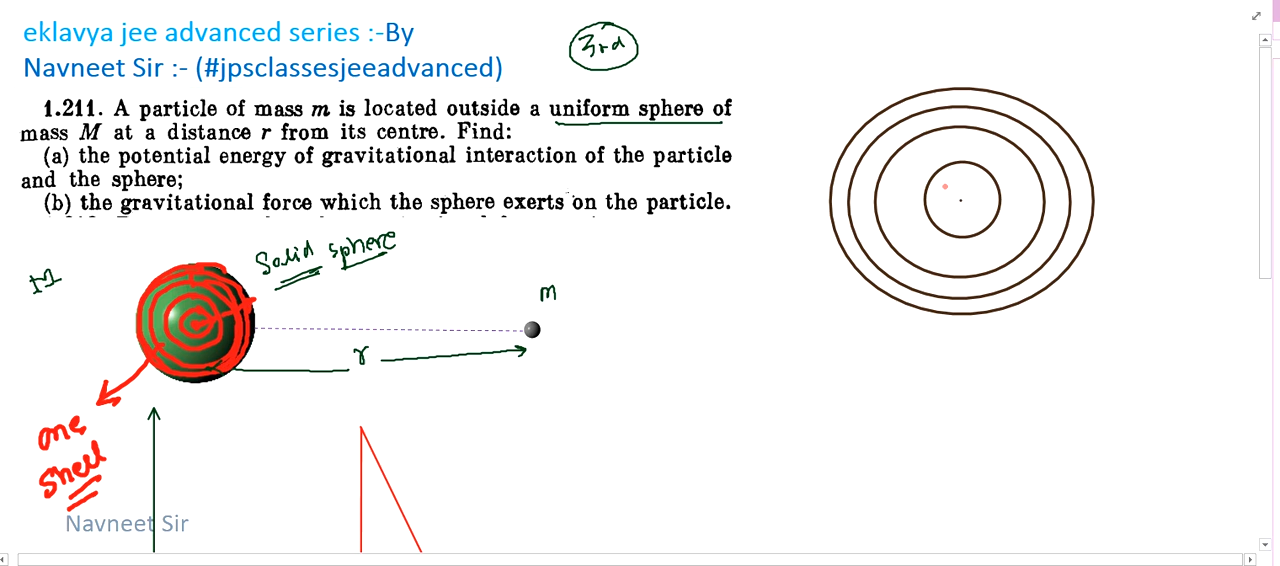 eklavya jee advanced series :-By
Navneet Sir :- (#jpsclassesjeeadvanced)
3rd
1.211. A particle of mass m is located outside a uniform sphere of
mass M at a distance r from its centre. Find:
(a) the potential energy of gravitational interaction of the particle
and the sphere;
(b) the gravitational force which the sphere exerts on the particle.
Solid sphere
M
m
r
one
shell
Navneet Sir